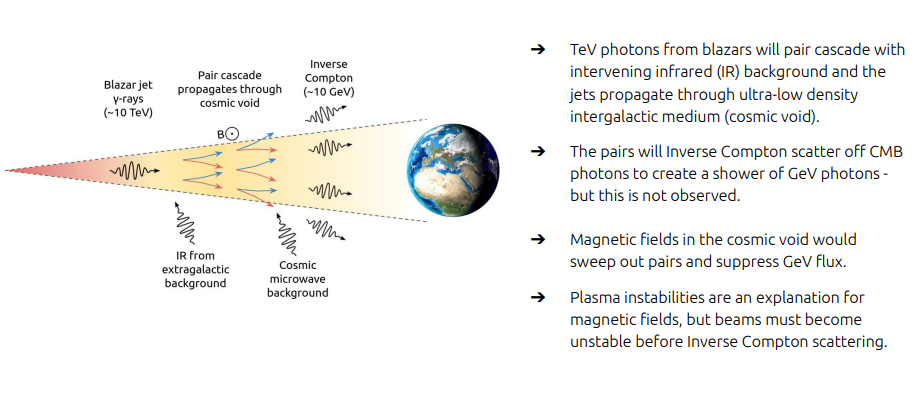 Blazar jet
γ-rays
(~10 TeV)
Pair cascade
propagates through
cosmic void
Inverse
Compton
(~10 GeV)
B
IR from
extragalactic
background
Cosmic
microwave
background
➔ TeV photons from blazars will pair cascade with
intervening infrared (IR) background and the
jets propagate through ultra-low density
intergalactic medium (cosmic void).
➔ The pairs will Inverse Compton scatter off CMB
photons to create a shower of GeV photons -
but this is not observed.
➔ Magnetic fields in the cosmic void would
sweep out pairs and suppress GeV flux.
➔ Plasma instabilities are an explanation for
magnetic fields, but beams must become
unstable before Inverse Compton scattering.